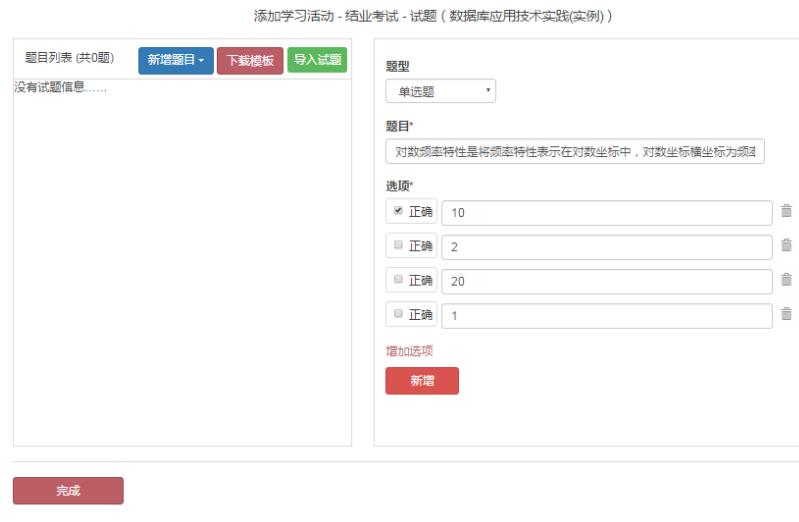 添加学习活动 - 结业考试 - 试题 ( 数据库应用技术实践(实例) )
题目列表 (共0题)
新增题目
下载模板
导入试题
没有试题信息……
题型
单选题
题目*
对数频率特性是将频率特性表示在对数坐标中，对数坐标横坐标为频
选项*
正确 10
正确 2
正确 20
正确 1
增加选项
新增
完成